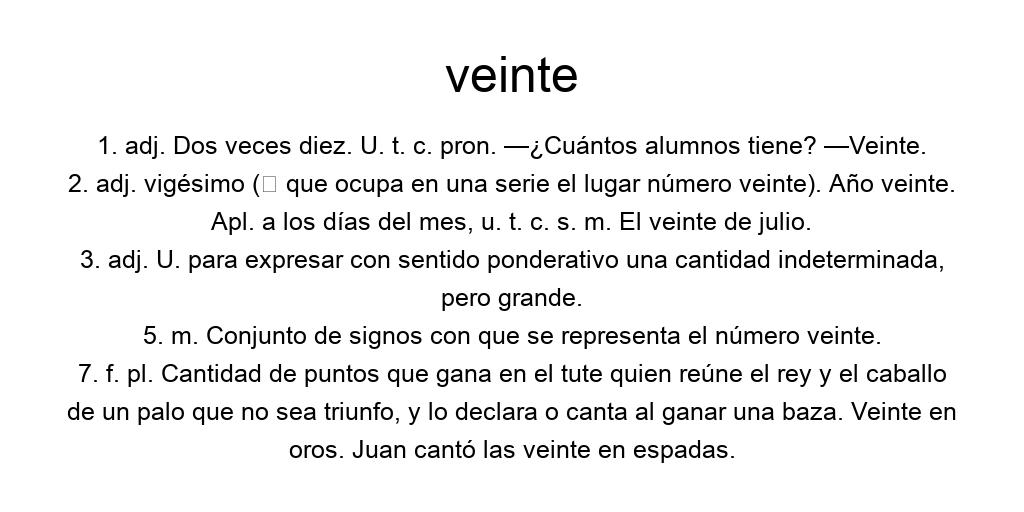 veinte
1. adj. Dos veces diez. U. t. c. pron. —¿Cuántos alumnos tiene? —Veinte.
2. adj. vigésimo (□ que ocupa en una serie el lugar número veinte). Año veinte.
Apl. a los días del mes, u. t. c. s. m. El veinte de julio.
3. adj. U. para expresar con sentido ponderativo una cantidad indeterminada,
pero grande.
5. m. Conjunto de signos con que se representa el número veinte.
7. f. pl. Cantidad de puntos que gana en el tute quien reúne el rey y el caballo
de un palo que no sea triunfo, y lo declara o canta al ganar una baza. Veinte en
oros. Juan cantó las veinte en espadas.